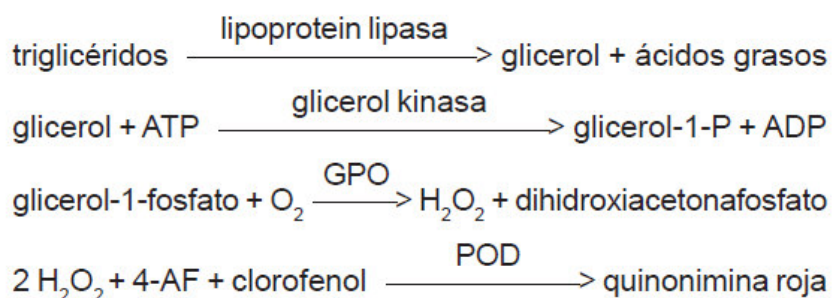 lipoprotein lipasa
triglicéridos ⟶ glicerol + ácidos grasos
glicerol kinasa
glicerol + ATP ⟶ glicerol-1-P + ADP
GPO
glicerol-1-fosfato + O₂ ⟶ H₂O₂ + dihidroxiacetonafosfato
POD
2 H₂O₂ + 4-AF + clorofenol ⟶ quinonimina roja